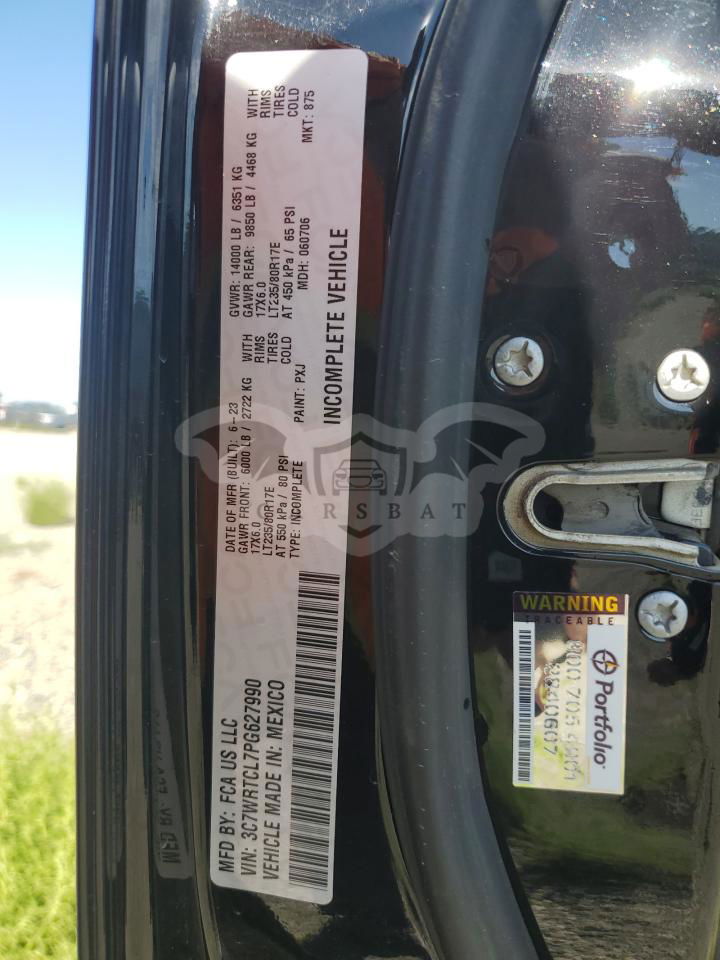 MFD BY: FCA US LLC
VIN: 3C7WRTCL7PG627990
VEHICLE MADE IN: MEXICO
DATE OF MFR (BUILT): 6-23
GAWR FRONT: 6000 LB / 2722 KG WITH
17X6.0 RIMS
LT235/80R17E TIRES
AT 550 kPa / 80 PSI COLD
TYPE: INCOMPLETE PAINT: PXJ
GVWR: 14000 LB / 6351 KG
GAWR REAR: 9850 LB / 4468 KG WITH
17X6.0 RIMS
LT235/80R17E TIRES
AT 450 kPa / 65 PSI COLD
MDH: 060706 MKT: 875
INCOMPLETE VEHICLE
CARSBAT
WARNING
TRACEABLE
Portfolio